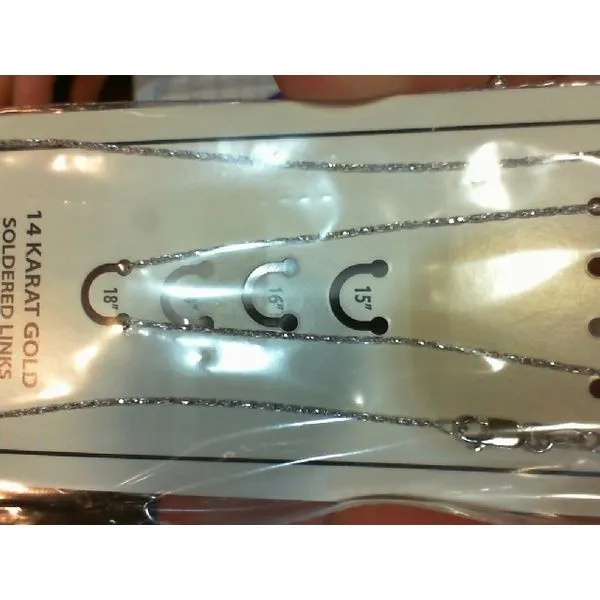 14 KARAT GOLD
SOLDERED LINKS
18"
16"
15"